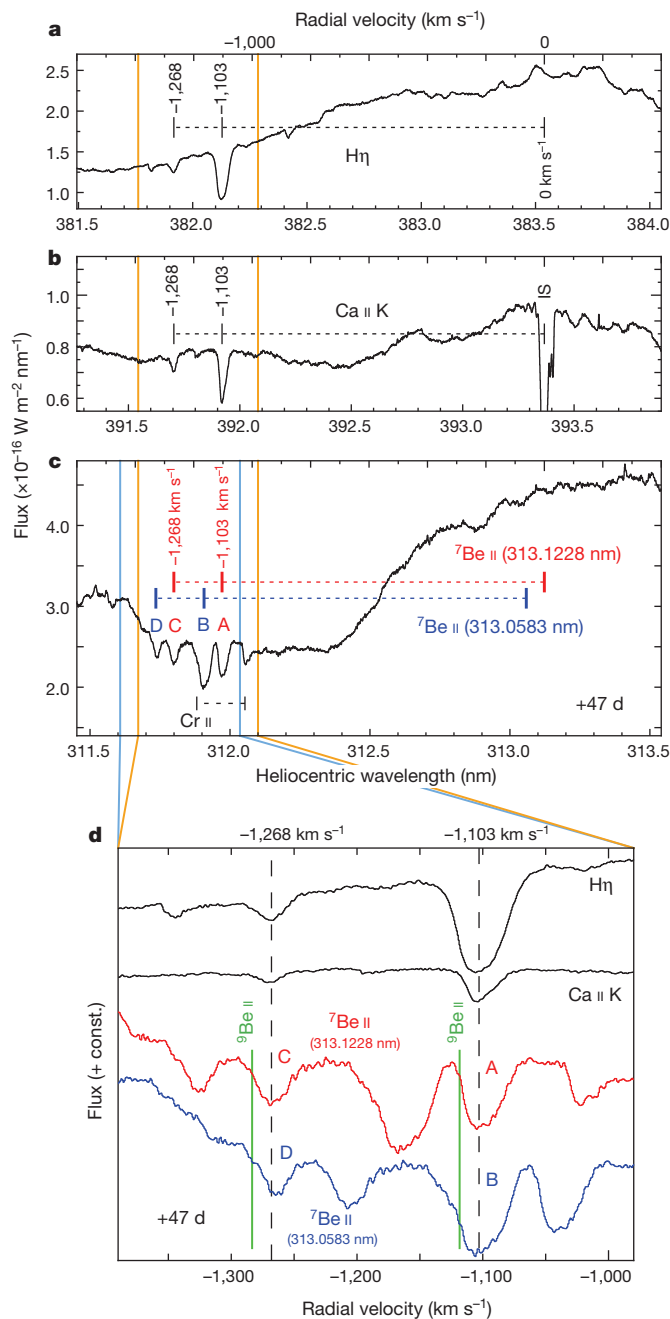 Radial velocity (km s⁻¹)
a
−1,000
0
−1,268
−1,103
Hη
0 km s⁻¹
2.5
2.0
1.5
1.0
381.5 382.0 382.5 383.0 383.5 384.0
b
−1,268
−1,103
Ca II K
IS
1.0
0.8
0.6
391.5 392.0 392.5 393.0 393.5
Flux (×10⁻¹⁶ W m⁻² nm⁻¹)
c
−1,268 km s⁻¹
−1,103 km s⁻¹
⁷Be II (313.1228 nm)
D C B A
⁷Be II (313.0583 nm)
Cr II
+47 d
4.0
3.0
2.0
311.5 312.0 312.5 313.0 313.5
Heliocentric wavelength (nm)
d
−1,268 km s⁻¹
−1,103 km s⁻¹
Hη
Ca II K
⁹Be II
⁷Be II
(313.1228 nm)
⁹Be II
C
A
D
B
⁷Be II
(313.0583 nm)
+47 d
Flux (+ const.)
−1,300 −1,200 −1,100 −1,000
Radial velocity (km s⁻¹)